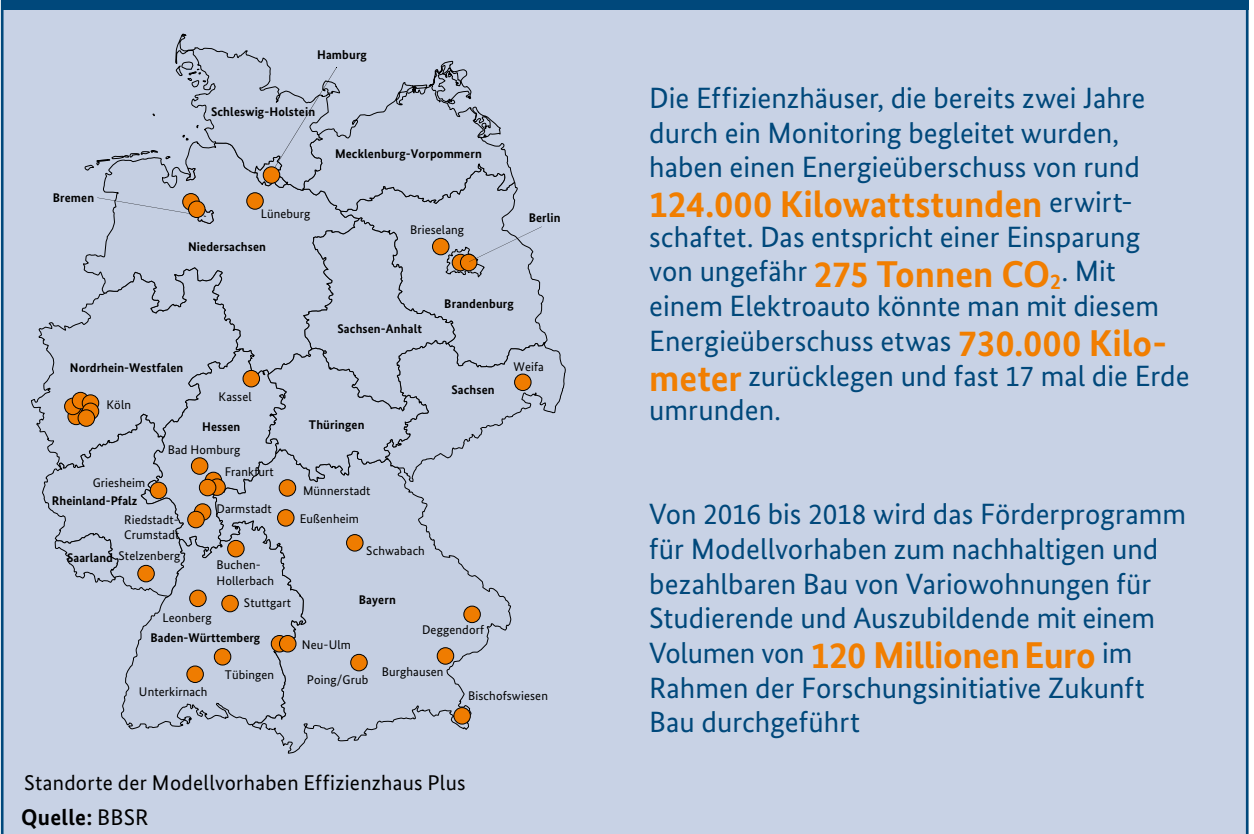 Hamburg
Schleswig-Holstein
Mecklenburg-Vorpommern
Bremen
Lüneburg
Berlin
Brieselang
Niedersachsen
Brandenburg
Sachsen-Anhalt
Nordrhein-Westfalen
Weifa
Kassel
Sachsen
Köln
Hessen
Thüringen
Bad Homburg
Frankfurt
Griesheim
Münnerstadt
Rheinland-Pfalz
Darmstadt
Riedstadt-
Crumstadt
Eußenheim
Schwabach
Saarland
Stelzenberg
Buchen-
Hollerbach
Stuttgart
Bayern
Leonberg
Deggendorf
Baden-Württemberg
Neu-Ulm
Tübingen
Poing/Grub
Burghausen
Unterkirnach
Bischofswiesen
Standorte der Modellvorhaben Effizienzhaus Plus
Quelle: BBSR
Die Effizienzhäuser, die bereits zwei Jahre
durch ein Monitoring begleitet wurden,
haben einen Energieüberschuss von rund
124.000 Kilowattstunden erwirt-
schaftet. Das entspricht einer Einsparung
von ungefähr 275 Tonnen CO₂. Mit
einem Elektroauto könnte man mit diesem
Energieüberschuss etwas 730.000 Kilo-
meter zurücklegen und fast 17 mal die Erde
umrunden.
Von 2016 bis 2018 wird das Förderprogramm
für Modellvorhaben zum nachhaltigen und
bezahlbaren Bau von Variowohnungen für
Studierende und Auszubildende mit einem
Volumen von 120 Millionen Euro im
Rahmen der Forschungsinitiative Zukunft
Bau durchgeführt